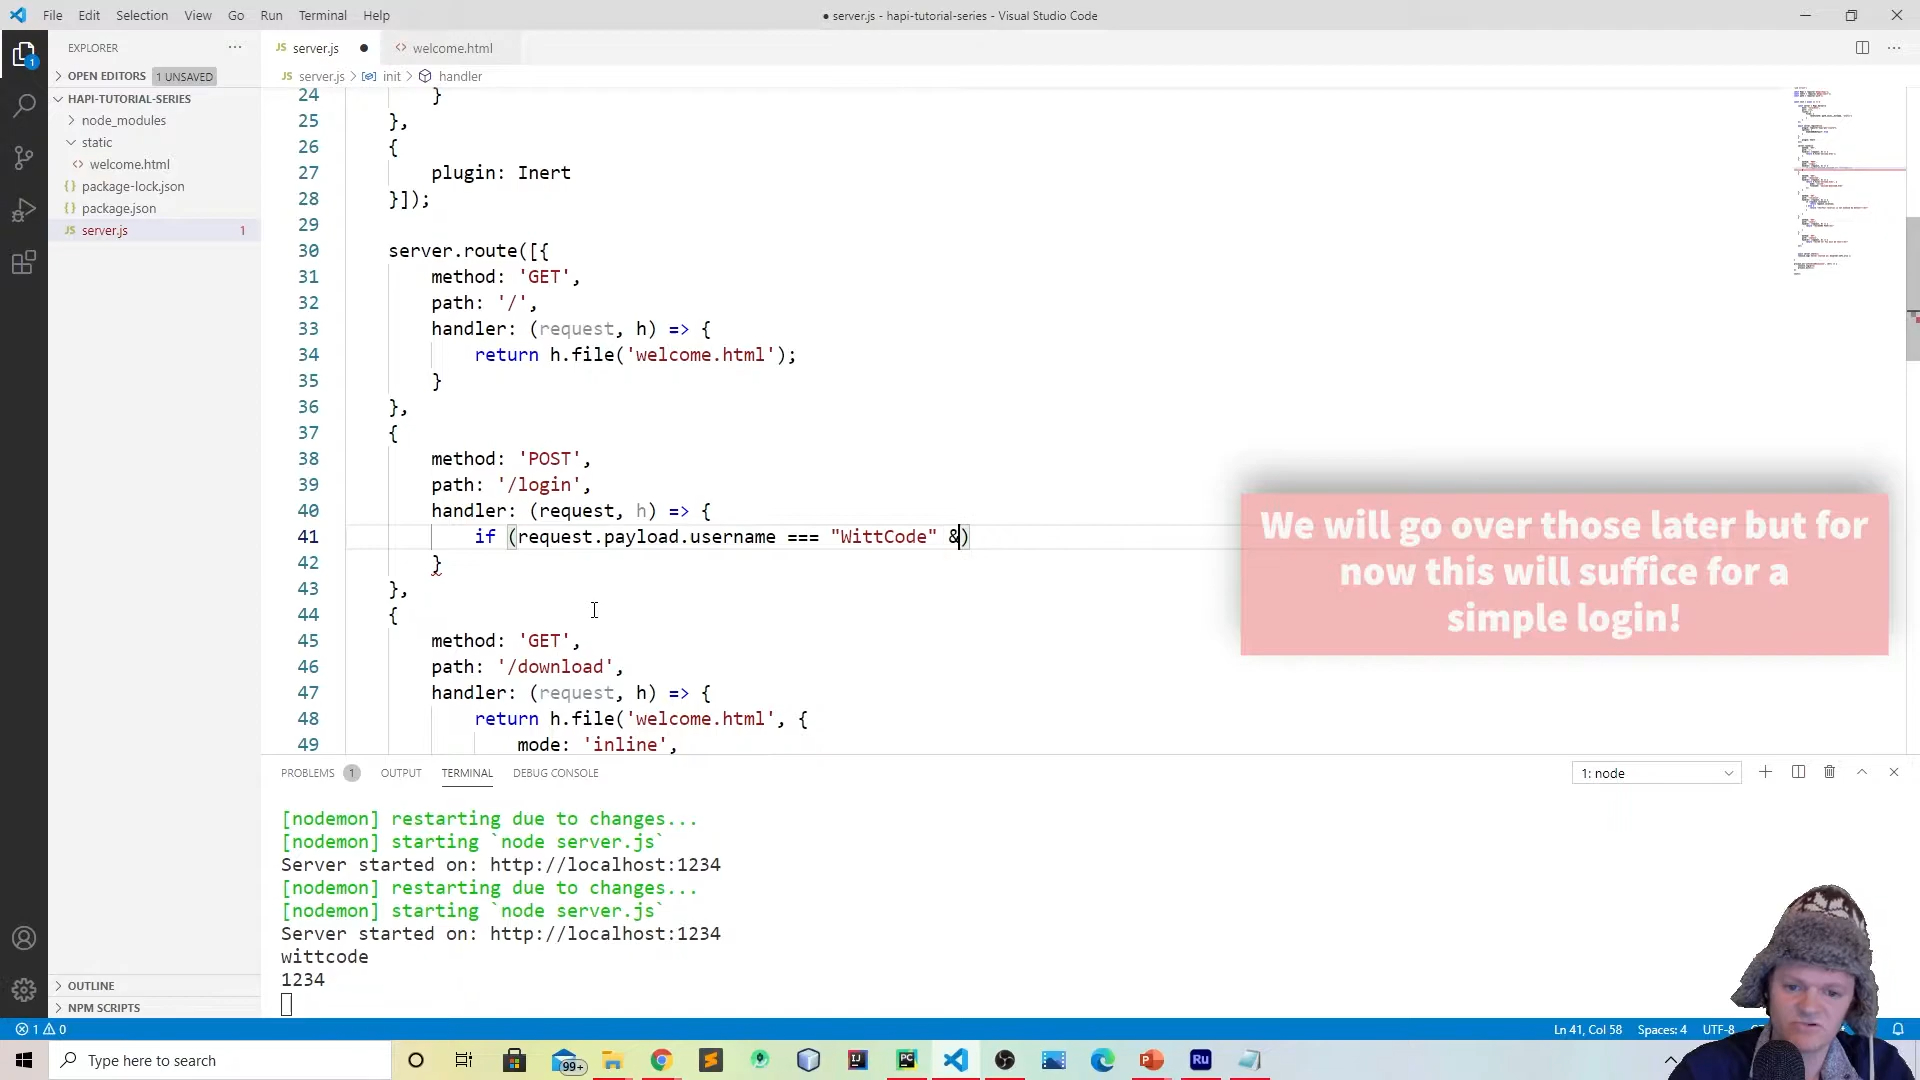 File Edit Selection View Go Run Terminal Help
● server.js - hapi-tutorial-series - Visual Studio Code
EXPLORER
OPEN EDITORS 1 UNSAVED
HAPI-TUTORIAL-SERIES
node_modules
static
<> welcome.html
{} package-lock.json
{} package.json
JS server.js 1
OUTLINE
NPM SCRIPTS
JS server.js ●
<> welcome.html
JS server.js > init > handler
24 }
25 },
26 {
27 plugin: Inert
28 }]);
29
30 server.route([{
31 method: 'GET',
32 path: '/',
33 handler: (request, h) => {
34 return h.file('welcome.html');
35 }
36 },
37 {
38 method: 'POST',
39 path: '/login',
40 handler: (request, h) => {
41 if (request.payload.username === "WittCode" &)
42 }
43 },
44 {
45 method: 'GET',
46 path: '/download',
47 handler: (request, h) => {
48 return h.file('welcome.html', {
49 mode: 'inline',
We will go over those later but for
now this will suffice for a
simple login!
PROBLEMS 1 OUTPUT TERMINAL DEBUG CONSOLE
1: node
[nodemon] restarting due to changes...
[nodemon] starting `node server.js`
Server started on: http://localhost:1234
[nodemon] restarting due to changes...
[nodemon] starting `node server.js`
Server started on: http://localhost:1234
wittcode
1234
1 0
Ln 41, Col 58 Spaces: 4 UTF-8
Type here to search
99+
IJ
PC
Ru